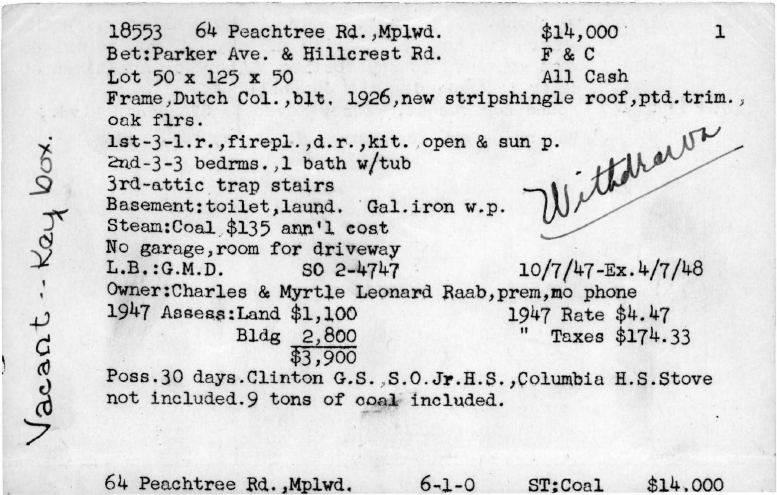 18553   64 Peachtree Rd.,Mplwd.   $14,000   1
Bet:Parker Ave. & Hillcrest Rd.   F & C
Lot 50 x 125 x 50   All Cash
Frame,Dutch Col.,blt. 1926,new stripshingle roof,ptd.trim.,
oak flrs.
1st-3-l.r.,firepl.,d.r.,kit. open & sun p.
2nd-3-3 bedrms.,1 bath w/tub
3rd-attic trap stairs
Basement:toilet,laund.  Gal.iron w.p.
Steam:Coal $135 ann'l cost
No garage,room for driveway
L.B.:G.M.D.   SO 2-4747   10/7/47-Ex.4/7/48
Owner:Charles & Myrtle Leonard Raab,prem,no phone
1947 Assess:Land $1,100   1947 Rate $4.47
Bldg 2,800   "  Taxes $174.33
$3,900
Poss.30 days.Clinton G.S.,S.O.Jr.H.S.,Columbia H.S.Stove
not included.9 tons of coal included.
64 Peachtree Rd.,Mplwd.   6-1-0   ST:Coal   $14,000
Withdrawn
Vacant -- Key box.